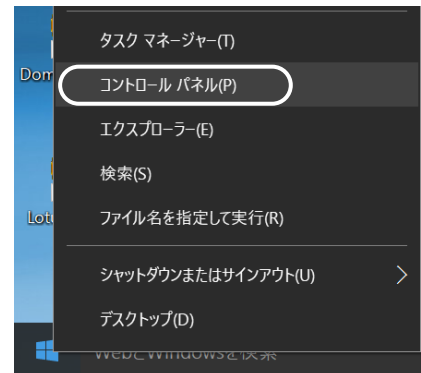 タスク マネージャー(T)
Dom
コントロール パネル(P)
エクスプローラー(E)
検索(S)
Lotu
ファイル名を指定して実行(R)
シャットダウンまたはサインアウト(U)
デスクトップ(D)
WebとWindowsを検索